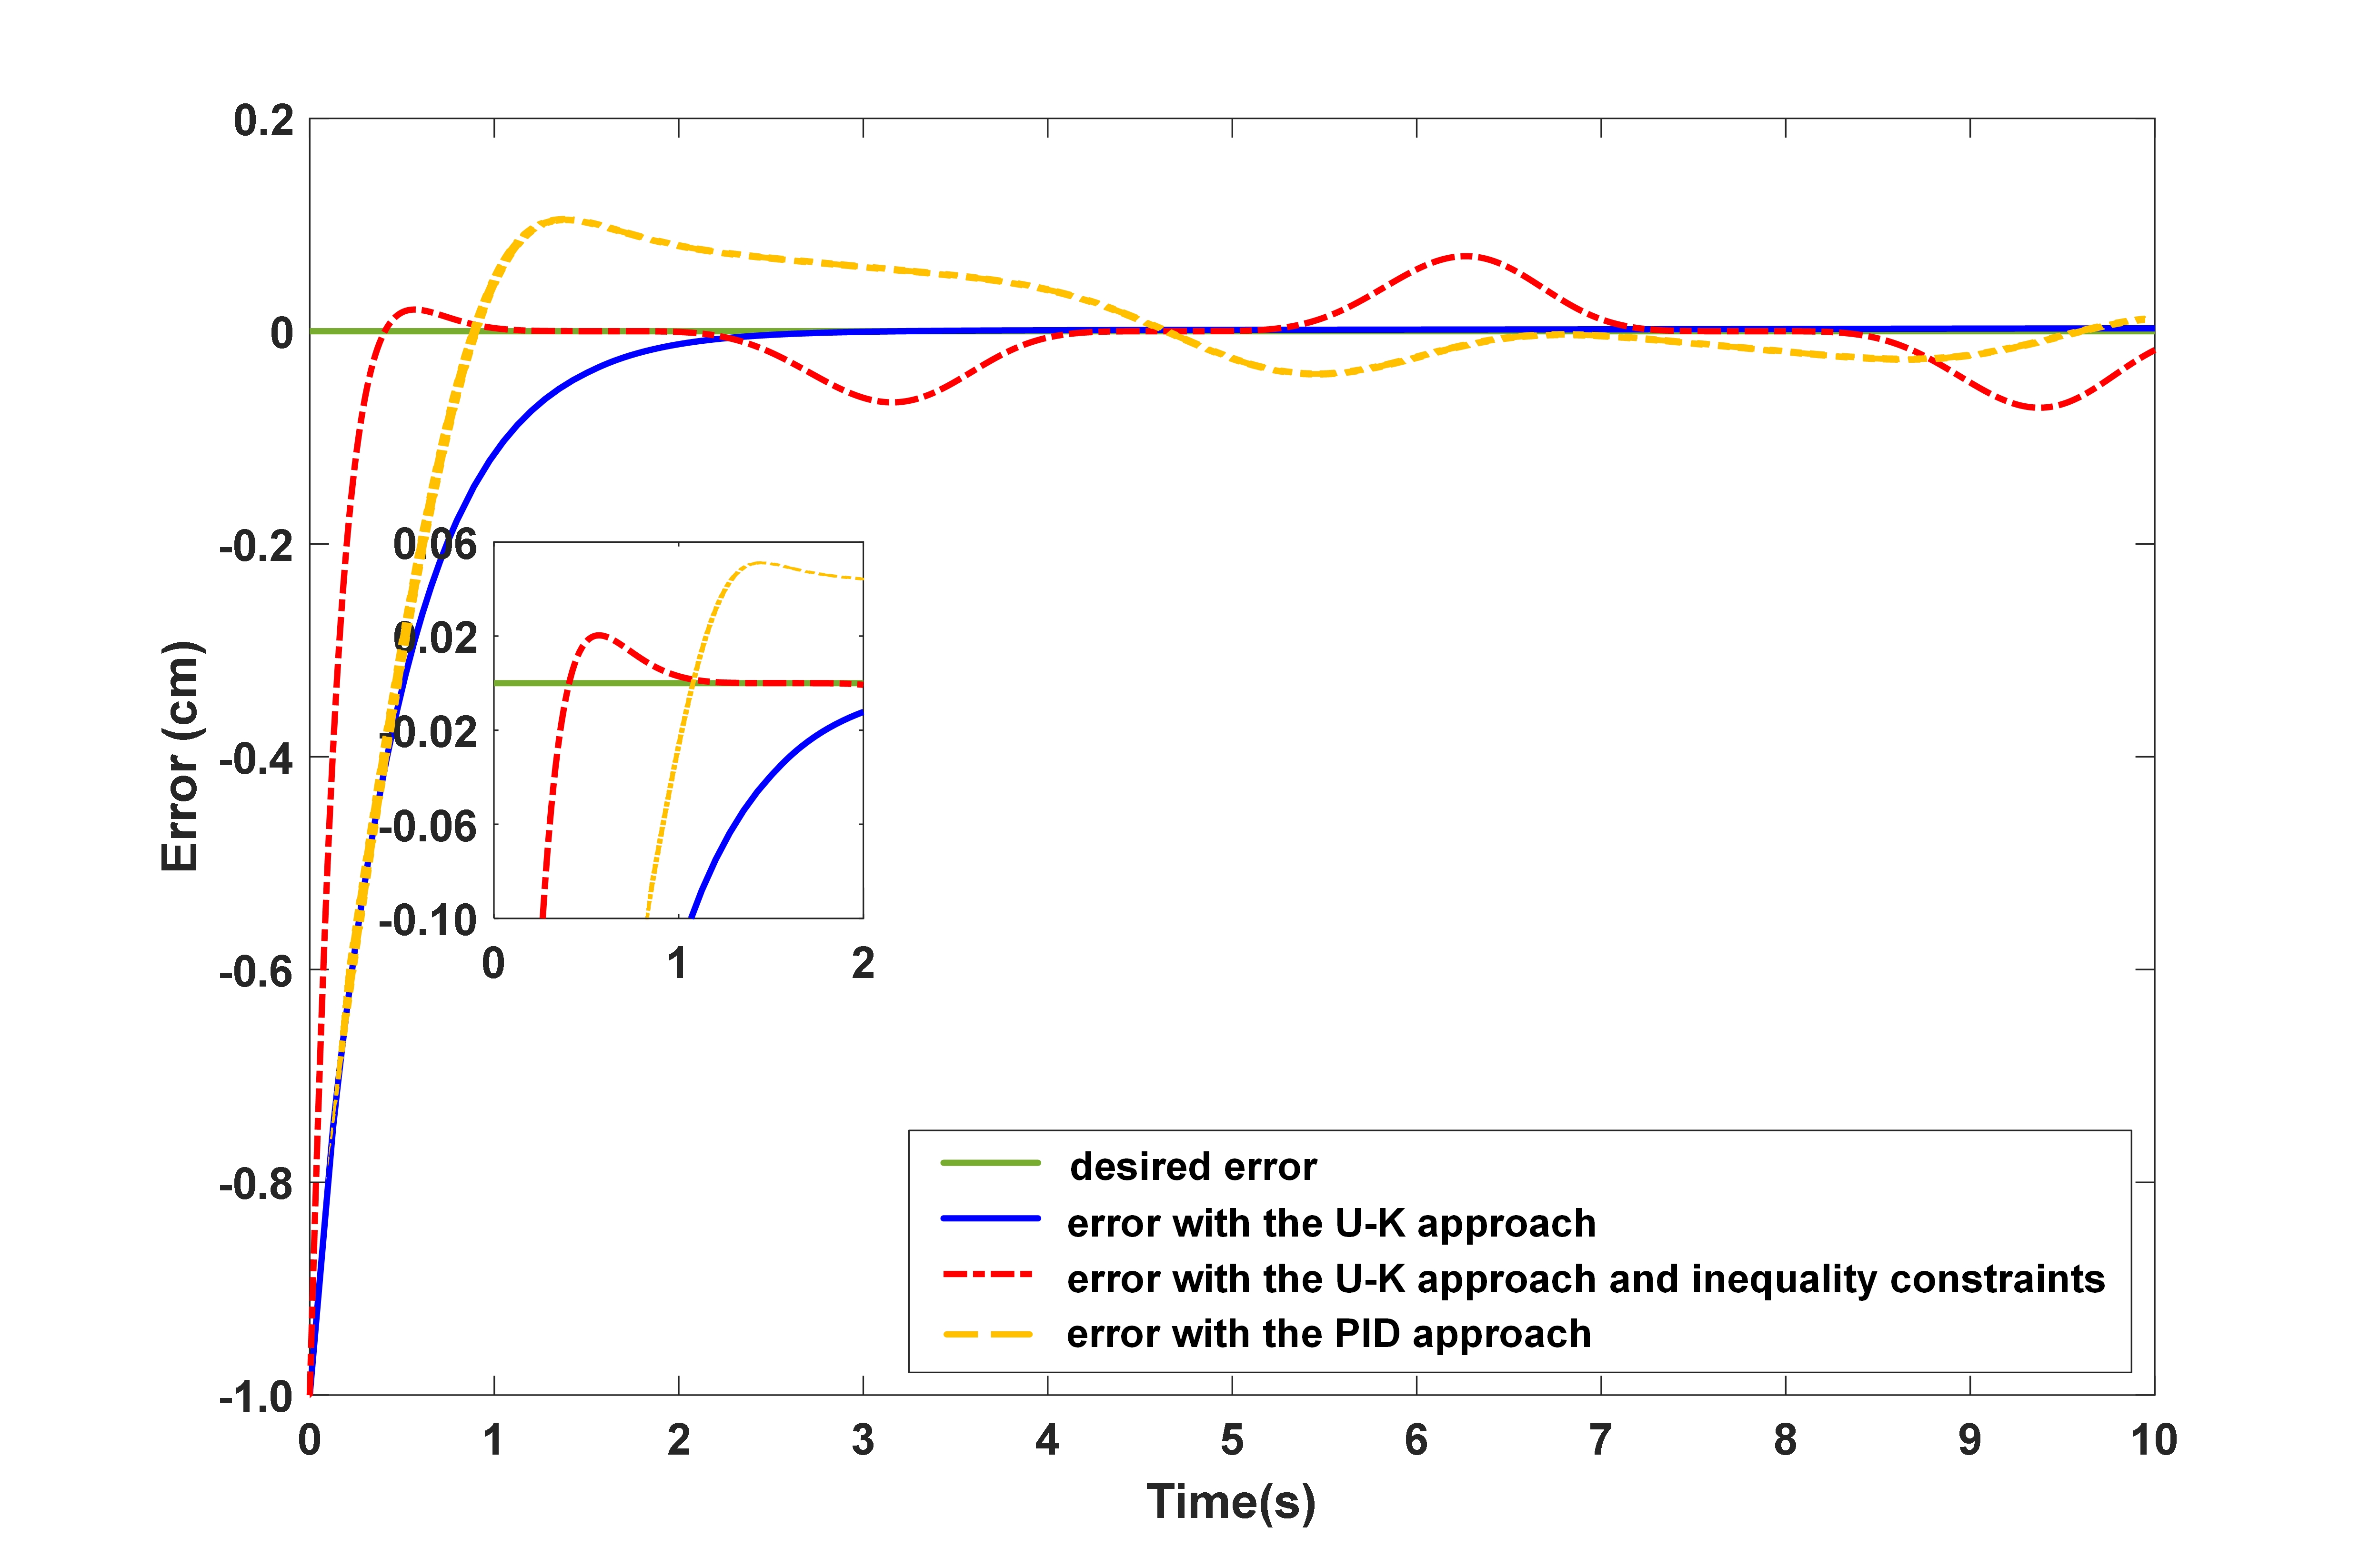 0.2
0
-0.2
-0.4
-0.6
-0.8
-1.0
Error (cm)
0.06
0.02
-0.02
-0.06
-0.10
0 1 2
desired error
error with the U-K approach
error with the U-K approach and inequality constraints
error with the PID approach
0 1 2 3 4 5 6 7 8 9 10
Time(s)